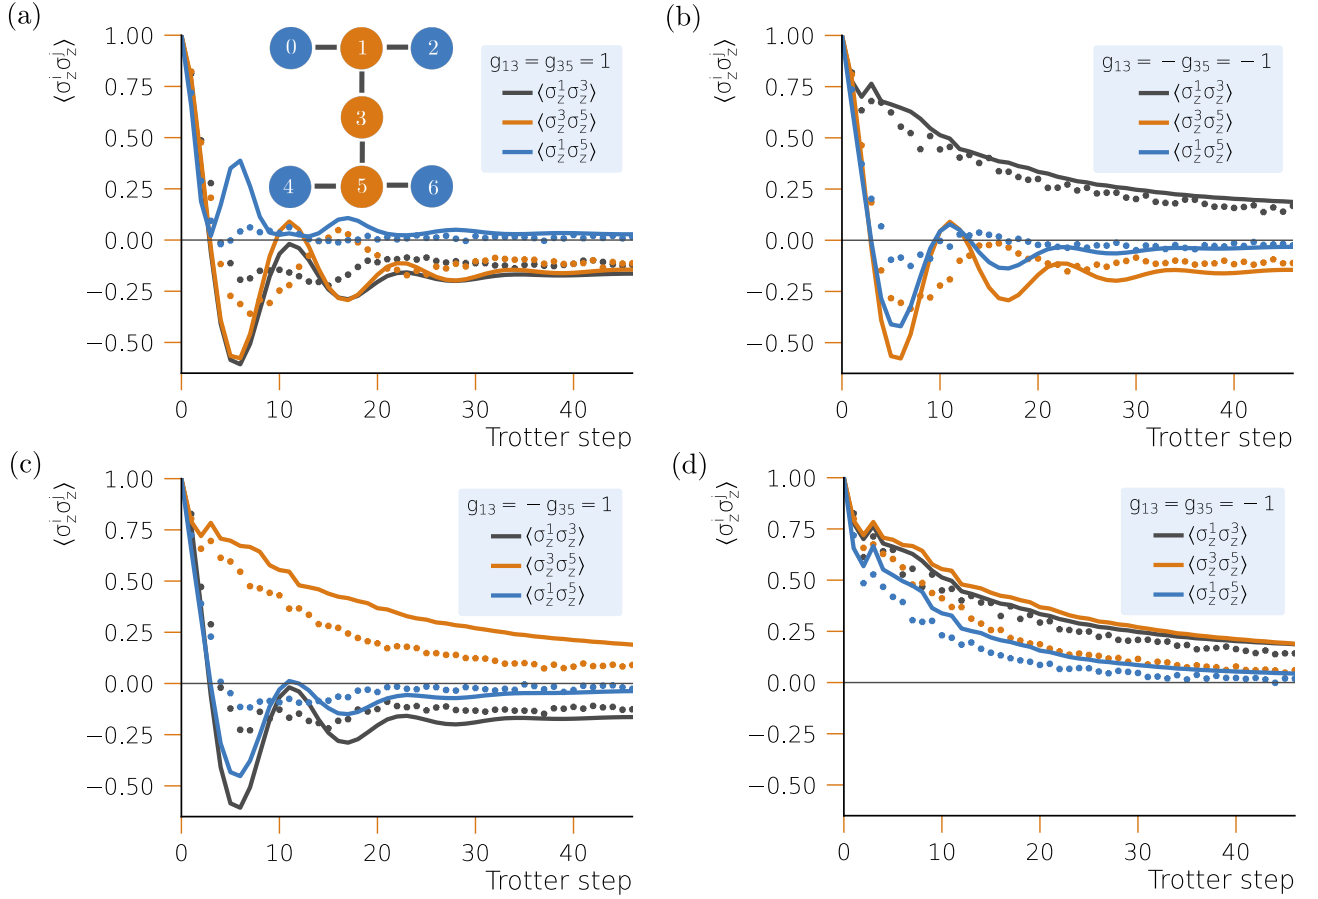 (a)
⟨σ_z^i σ_z^j⟩
1.00
0.75
0.50
0.25
0.00
−0.25
−0.50
0 1 2
3
4 5 6
g₁₃ = g₃₅ = 1
⟨σ_z^1 σ_z^3⟩
⟨σ_z^3 σ_z^5⟩
⟨σ_z^1 σ_z^5⟩
0 10 20 30 40
Trotter step
(b)
⟨σ_z^i σ_z^j⟩
1.00
0.75
0.50
0.25
0.00
−0.25
−0.50
g₁₃ = − g₃₅ = − 1
⟨σ_z^1 σ_z^3⟩
⟨σ_z^3 σ_z^5⟩
⟨σ_z^1 σ_z^5⟩
0 10 20 30 40
Trotter step
(c)
⟨σ_z^i σ_z^j⟩
1.00
0.75
0.50
0.25
0.00
−0.25
−0.50
g₁₃ = − g₃₅ = 1
⟨σ_z^1 σ_z^3⟩
⟨σ_z^3 σ_z^5⟩
⟨σ_z^1 σ_z^5⟩
0 10 20 30 40
Trotter step
(d)
⟨σ_z^i σ_z^j⟩
1.00
0.75
0.50
0.25
0.00
−0.25
−0.50
g₁₃ = g₃₅ = − 1
⟨σ_z^1 σ_z^3⟩
⟨σ_z^3 σ_z^5⟩
⟨σ_z^1 σ_z^5⟩
0 10 20 30 40
Trotter step